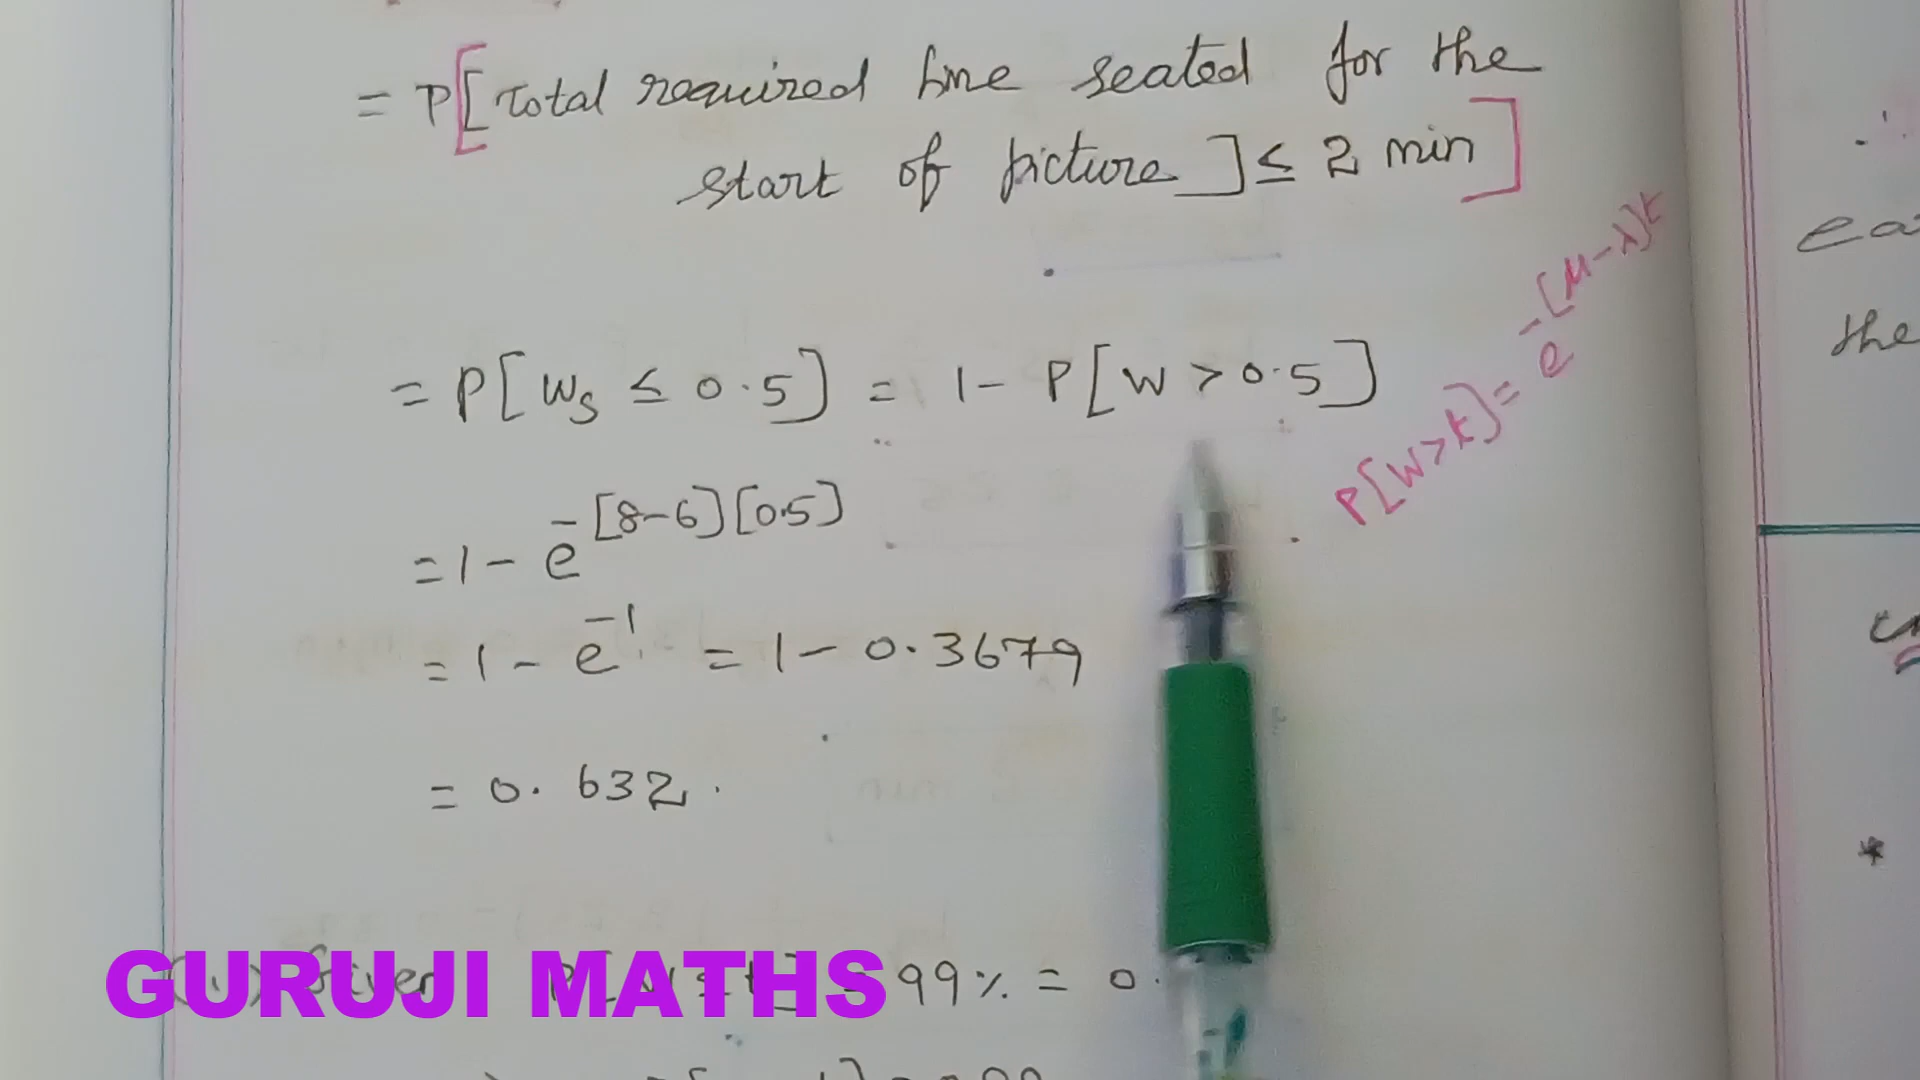 = P[Total required time seated for the
start of picture] ≤ 2 min]
= P[Ws ≤ 0.5] = 1 - P[W > 0.5]
P[W>t] = e^-[μ-λ]t
= 1 - e^-[8-6][0.5]
= 1 - e^-1 = 1 - 0.3679
= 0.632.
99% = 0.
GURUJI MATHS
the
*